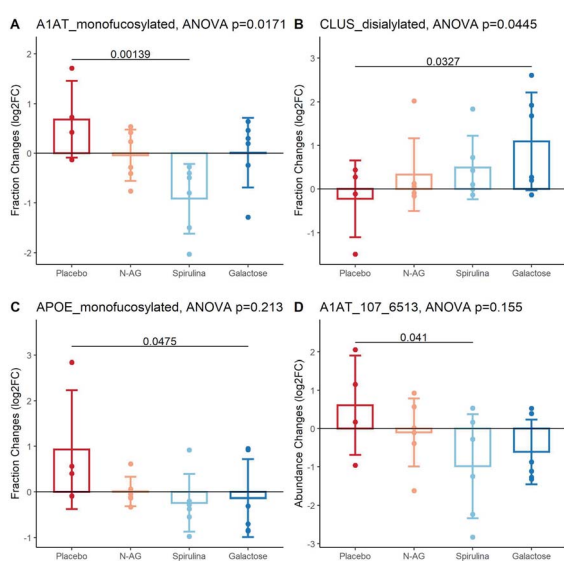 A A1AT_monofucosylated, ANOVA p=0.0171
0.00139
2
1
0
-1
-2
Fraction Changes (log2FC)
Placebo N-AG Spirulina Galactose
B CLUS_disialylated, ANOVA p=0.0445
0.0327
3
2
1
0
-1
Fraction Changes (log2FC)
Placebo N-AG Spirulina Galactose
C APOE_monofucosylated, ANOVA p=0.213
0.0475
3
2
1
0
-1
Fraction Changes (log2FC)
Placebo N-AG Spirulina Galactose
D A1AT_107_6513, ANOVA p=0.155
0.041
2
1
0
-1
-2
-3
Abundance Changes (log2FC)
Placebo N-AG Spirulina Galactose